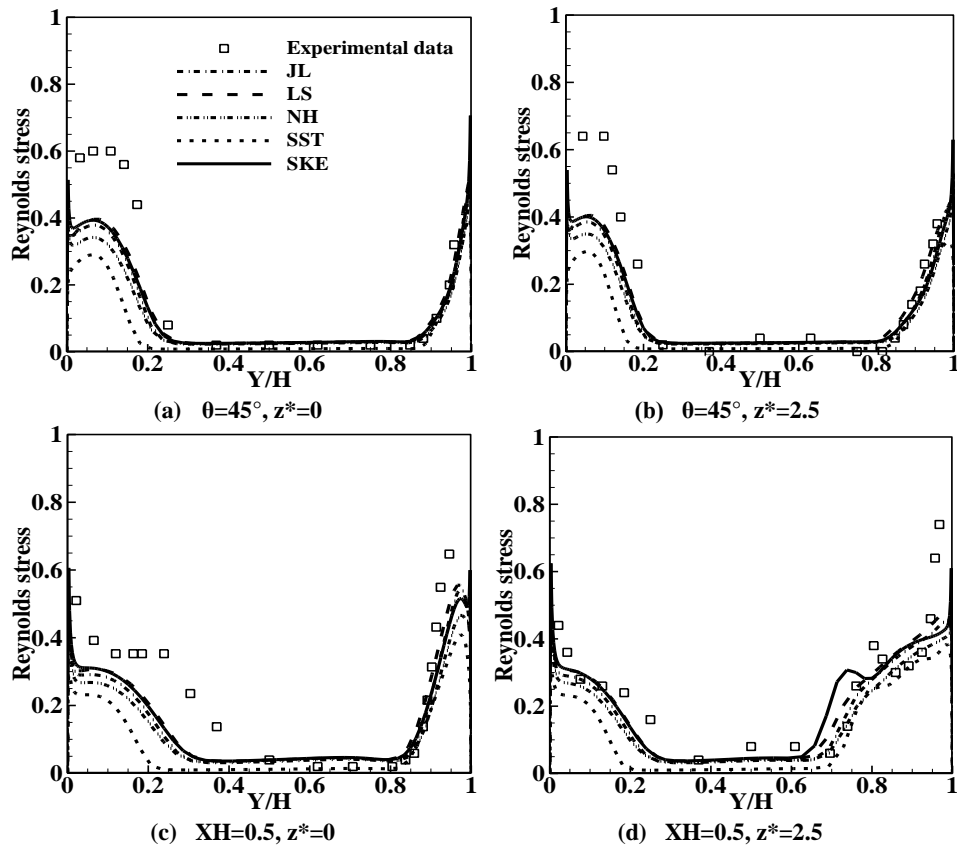 1
0.8
0.6
0.4
0.2
0
Reynolds stress
0 0.2 0.4 0.6 0.8 1
Y/H
Experimental data
JL
LS
NH
SST
SKE
(a) θ=45°, z*=0
1
0.8
0.6
0.4
0.2
0
Reynolds stress
0 0.2 0.4 0.6 0.8 1
Y/H
(b) θ=45°, z*=2.5
1
0.8
0.6
0.4
0.2
0
Reynolds stress
0 0.2 0.4 0.6 0.8 1
Y/H
(c) XH=0.5, z*=0
1
0.8
0.6
0.4
0.2
0
Reynolds stress
0 0.2 0.4 0.6 0.8 1
Y/H
(d) XH=0.5, z*=2.5